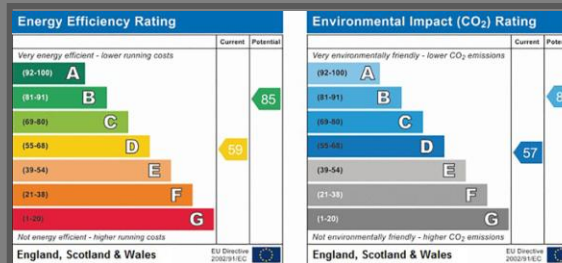 Energy Efficiency Rating
Current Potential
Very energy efficient - lower running costs
(92-100) A
(81-91) B
85
(69-80) C
(55-68) D
59
(39-54) E
(21-38) F
(1-20) G
Not energy efficient - higher running costs
England, Scotland & Wales
EU Directive
2002/91/EC
Environmental Impact (CO₂) Rating
Current
Very environmentally friendly - lower CO₂ emissions
(92-100) A
(81-91) B
(69-80) C
(55-68) D
57
(39-54) E
(21-38) F
(1-20) G
Not environmentally friendly - higher CO₂ emissions
England, Scotland & Wales
EU Directive
2002/91/EC